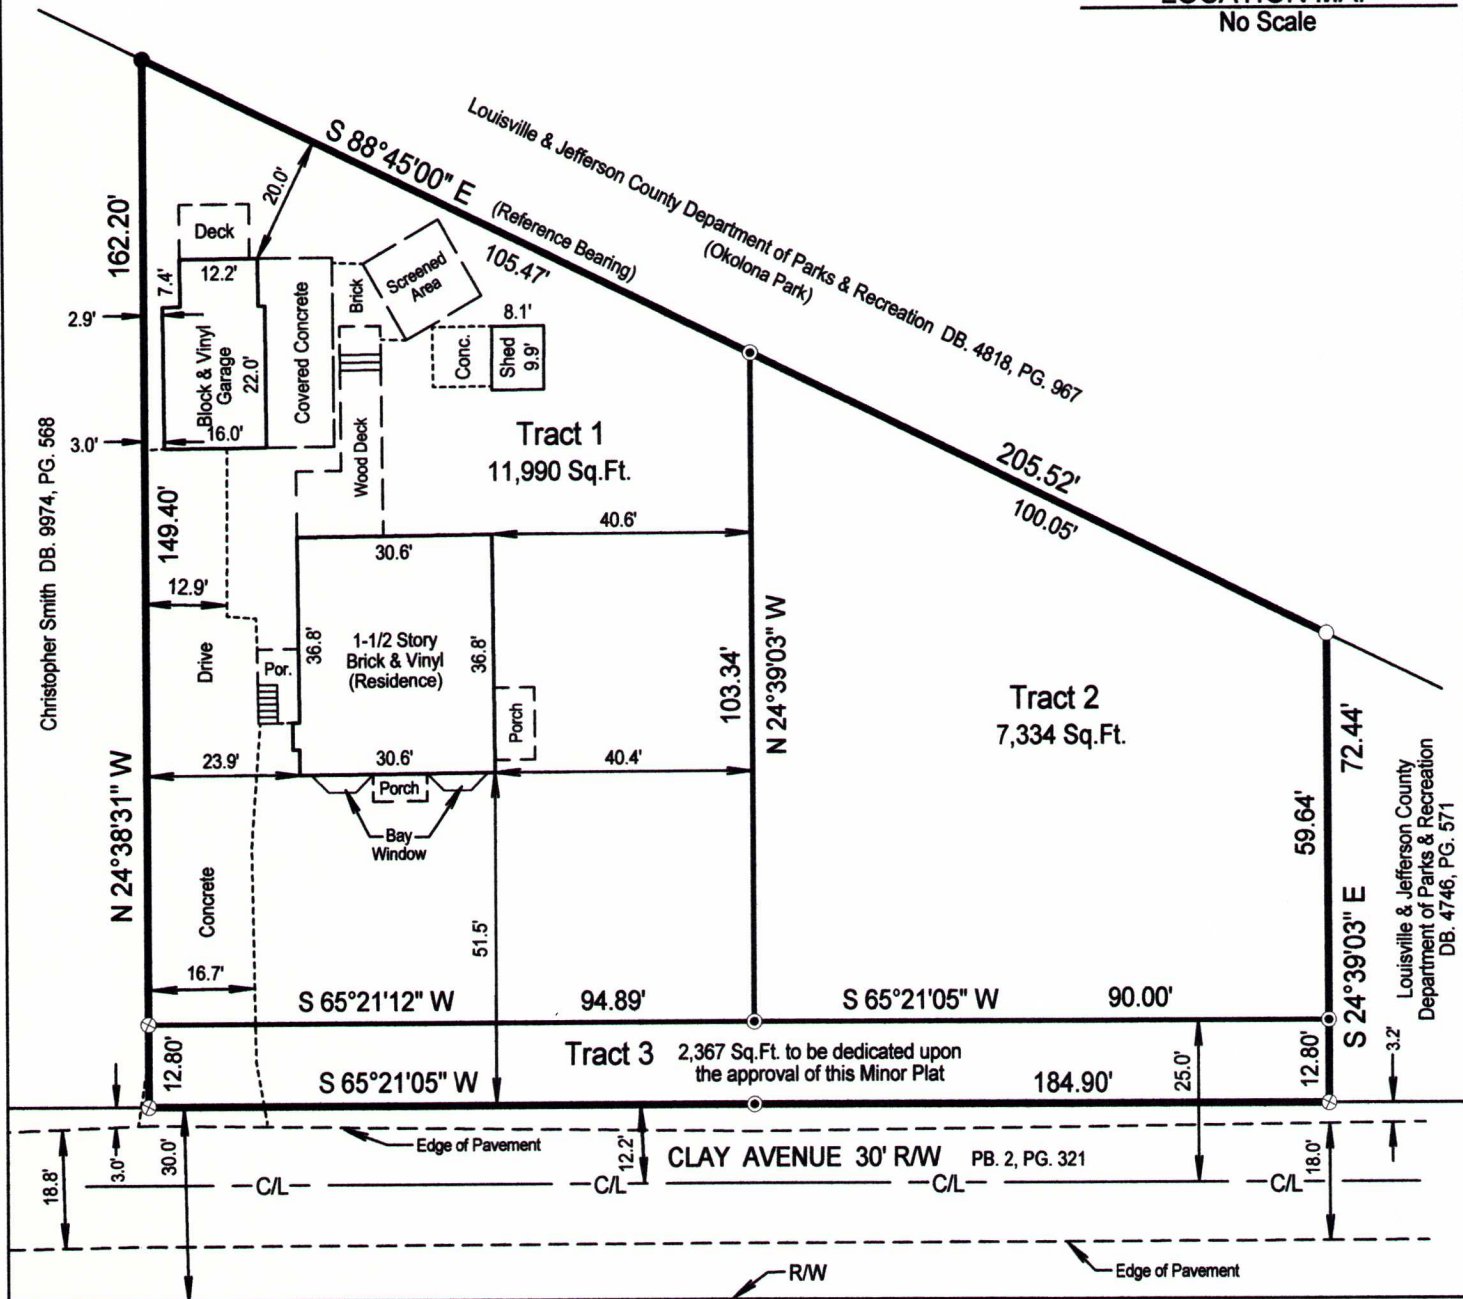 LOCATION MAP
No Scale
S 88°45'00" E
(Reference Bearing)
105.47'
Louisville & Jefferson County Department of Parks & Recreation DB. 4818, PG. 967
(Okolona Park)
205.52'
100.05'
162.20'
20.0'
Deck
7.4'
12.2'
2.9'
Block & Vinyl
Garage
22.0'
16.0'
3.0'
Covered Concrete
Brick
Screened
Area
Conc.
8.1'
Shed
9.9'
Wood Deck
Tract 1
11,990 Sq.Ft.
Christopher Smith DB. 9974, PG. 568
149.40'
12.9'
Drive
40.6'
30.6'
36.8'
1-1/2 Story
Brick & Vinyl
(Residence)
36.8'
Por.
Porch
103.34'
N 24°39'03" W
Tract 2
7,334 Sq.Ft.
72.44'
59.64'
S 24°39'03" E
Louisville & Jefferson County
Department of Parks & Recreation
DB. 4746, PG. 571
23.9'
30.6'
40.4'
Porch
Bay
Window
N 24°38'31" W
Concrete
51.5'
16.7'
S 65°21'12" W
94.89'
S 65°21'05" W
90.00'
12.80'
Tract 3
2,367 Sq.Ft. to be dedicated upon
the approval of this Minor Plat
S 65°21'05" W
184.90'
25.0'
12.80'
3.2'
Edge of Pavement
12.2'
CLAY AVENUE 30' R/W PB. 2, PG. 321
18.0'
18.8'
3.0'
30.0'
C/L
C/L
C/L
C/L
R/W
Edge of Pavement